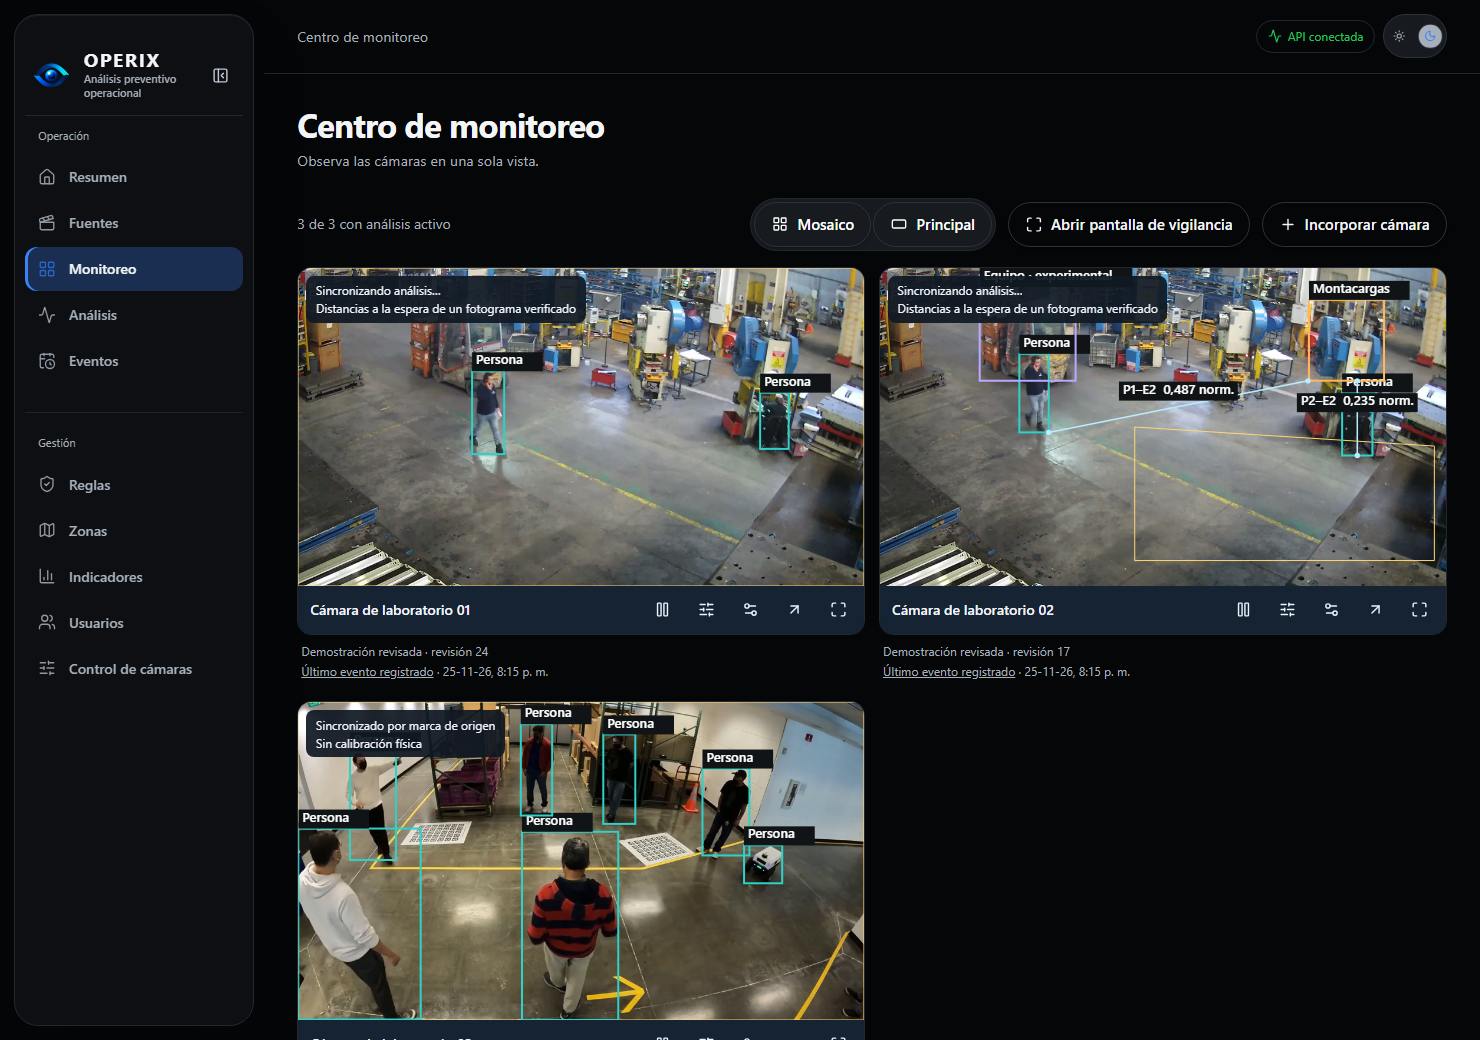 OPERIX
Análisis preventivo
operacional
Operación
Resumen
Fuentes
Monitoreo
Análisis
Eventos
Gestión
Reglas
Zonas
Indicadores
Usuarios
Control de cámaras
Centro de monitoreo
API conectada
Centro de monitoreo
Observa las cámaras en una sola vista.
3 de 3 con análisis activo
Mosaico
Principal
Abrir pantalla de vigilancia
Incorporar cámara
Sincronizando análisis...
Distancias a la espera de un fotograma verificado
Persona
Persona
Cámara de laboratorio 01
Demostración revisada · revisión 24
Último evento registrado · 25-11-26, 8:15 p. m.
Equipo · experimental
Sincronizando análisis...
Distancias a la espera de un fotograma verificado
Montacargas
Persona
Persona
P1–E2 0,487 norm.
P2–E2 0,235 norm.
Cámara de laboratorio 02
Demostración revisada · revisión 17
Último evento registrado · 25-11-26, 8:15 p. m.
Sincronizado por marca de origen
Sin calibración física
Persona
Persona
Persona
Persona
Persona
Persona